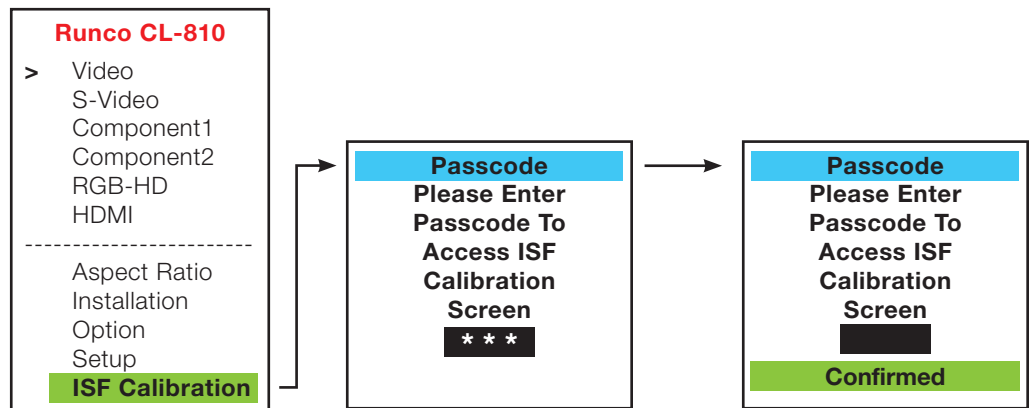 Runco CL-810
> Video
S-Video
Component1
Component2
RGB-HD
HDMI
-------------------------
Aspect Ratio
Installation
Option
Setup
ISF Calibration
Passcode
Please Enter
Passcode To
Access ISF
Calibration
Screen
* * *
Passcode
Please Enter
Passcode To
Access ISF
Calibration
Screen
Confirmed